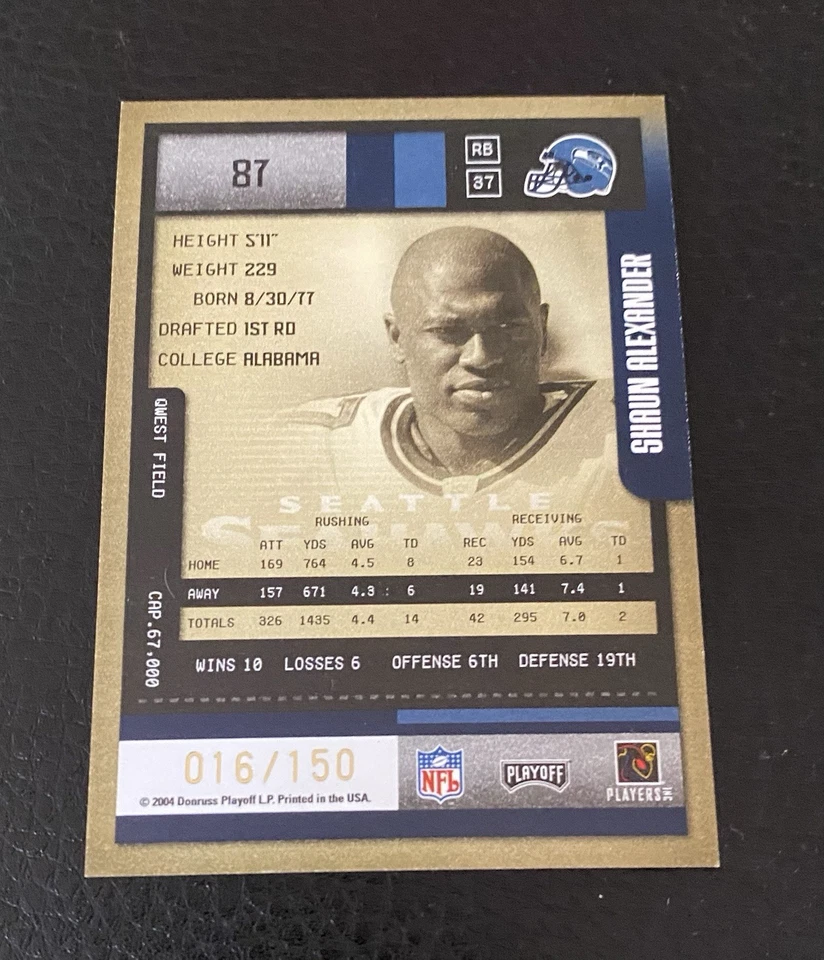 87
RB
37
HEIGHT 5'11"
WEIGHT 229
BORN 8/30/77
DRAFTED 1ST RD
COLLEGE ALABAMA
SHAUN ALEXANDER
QWEST FIELD
CAP. 67,000
SEATTLE
SEAHAWKS
RUSHING RECEIVING
ATT YDS AVG TD REC YDS AVG TD
HOME 169 764 4.5 8 23 154 6.7 1
AWAY 157 671 4.3 6 19 141 7.4 1
TOTALS 326 1435 4.4 14 42 295 7.0 2
WINS 10 LOSSES 6 OFFENSE 6TH DEFENSE 19TH
016/150
© 2004 Donruss Playoff L.P. Printed in the USA.
NFL
PLAYOFF
PLAYERS INC